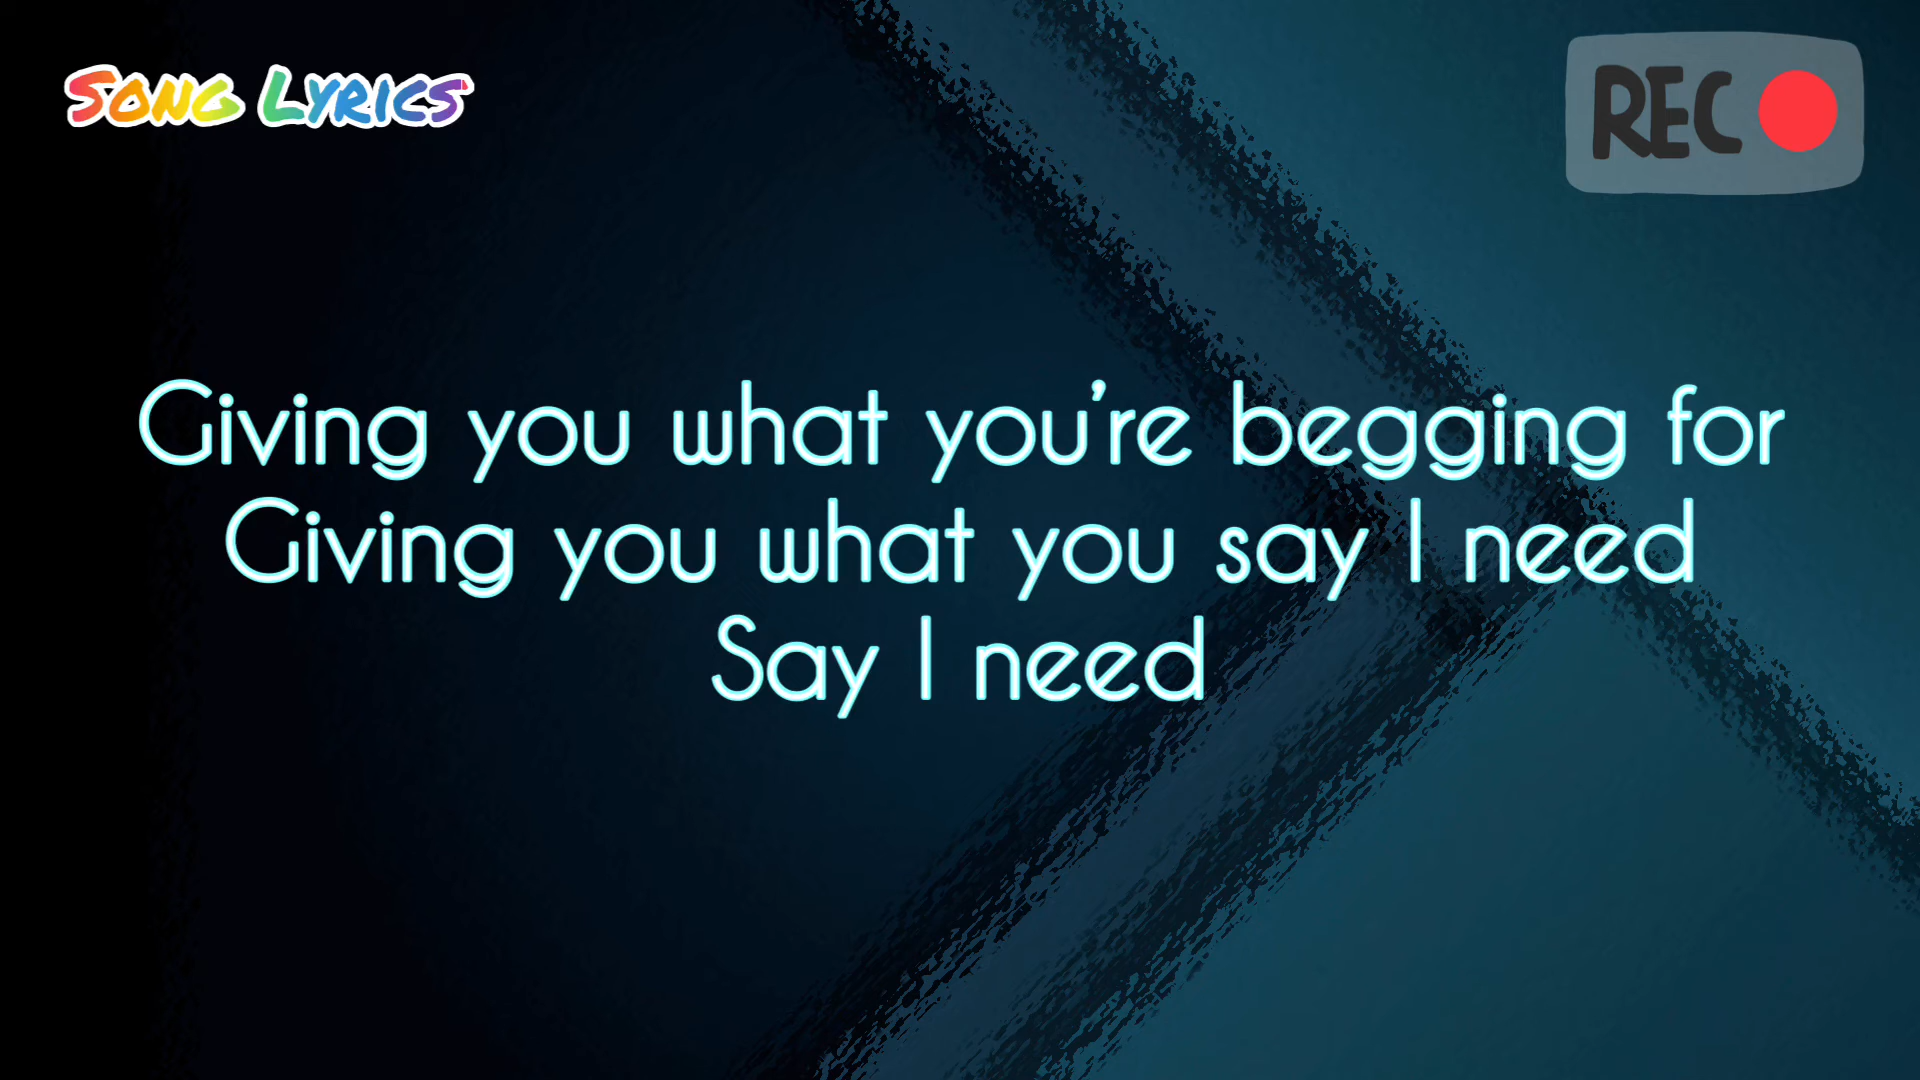 Song Lyrics
REC
Giving you what you're begging for
Giving you what you say I need
Say I need